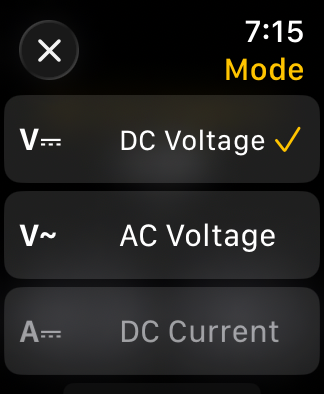 7:15
Mode
V⎓ DC Voltage ✓
V~ AC Voltage
A⎓ DC Current